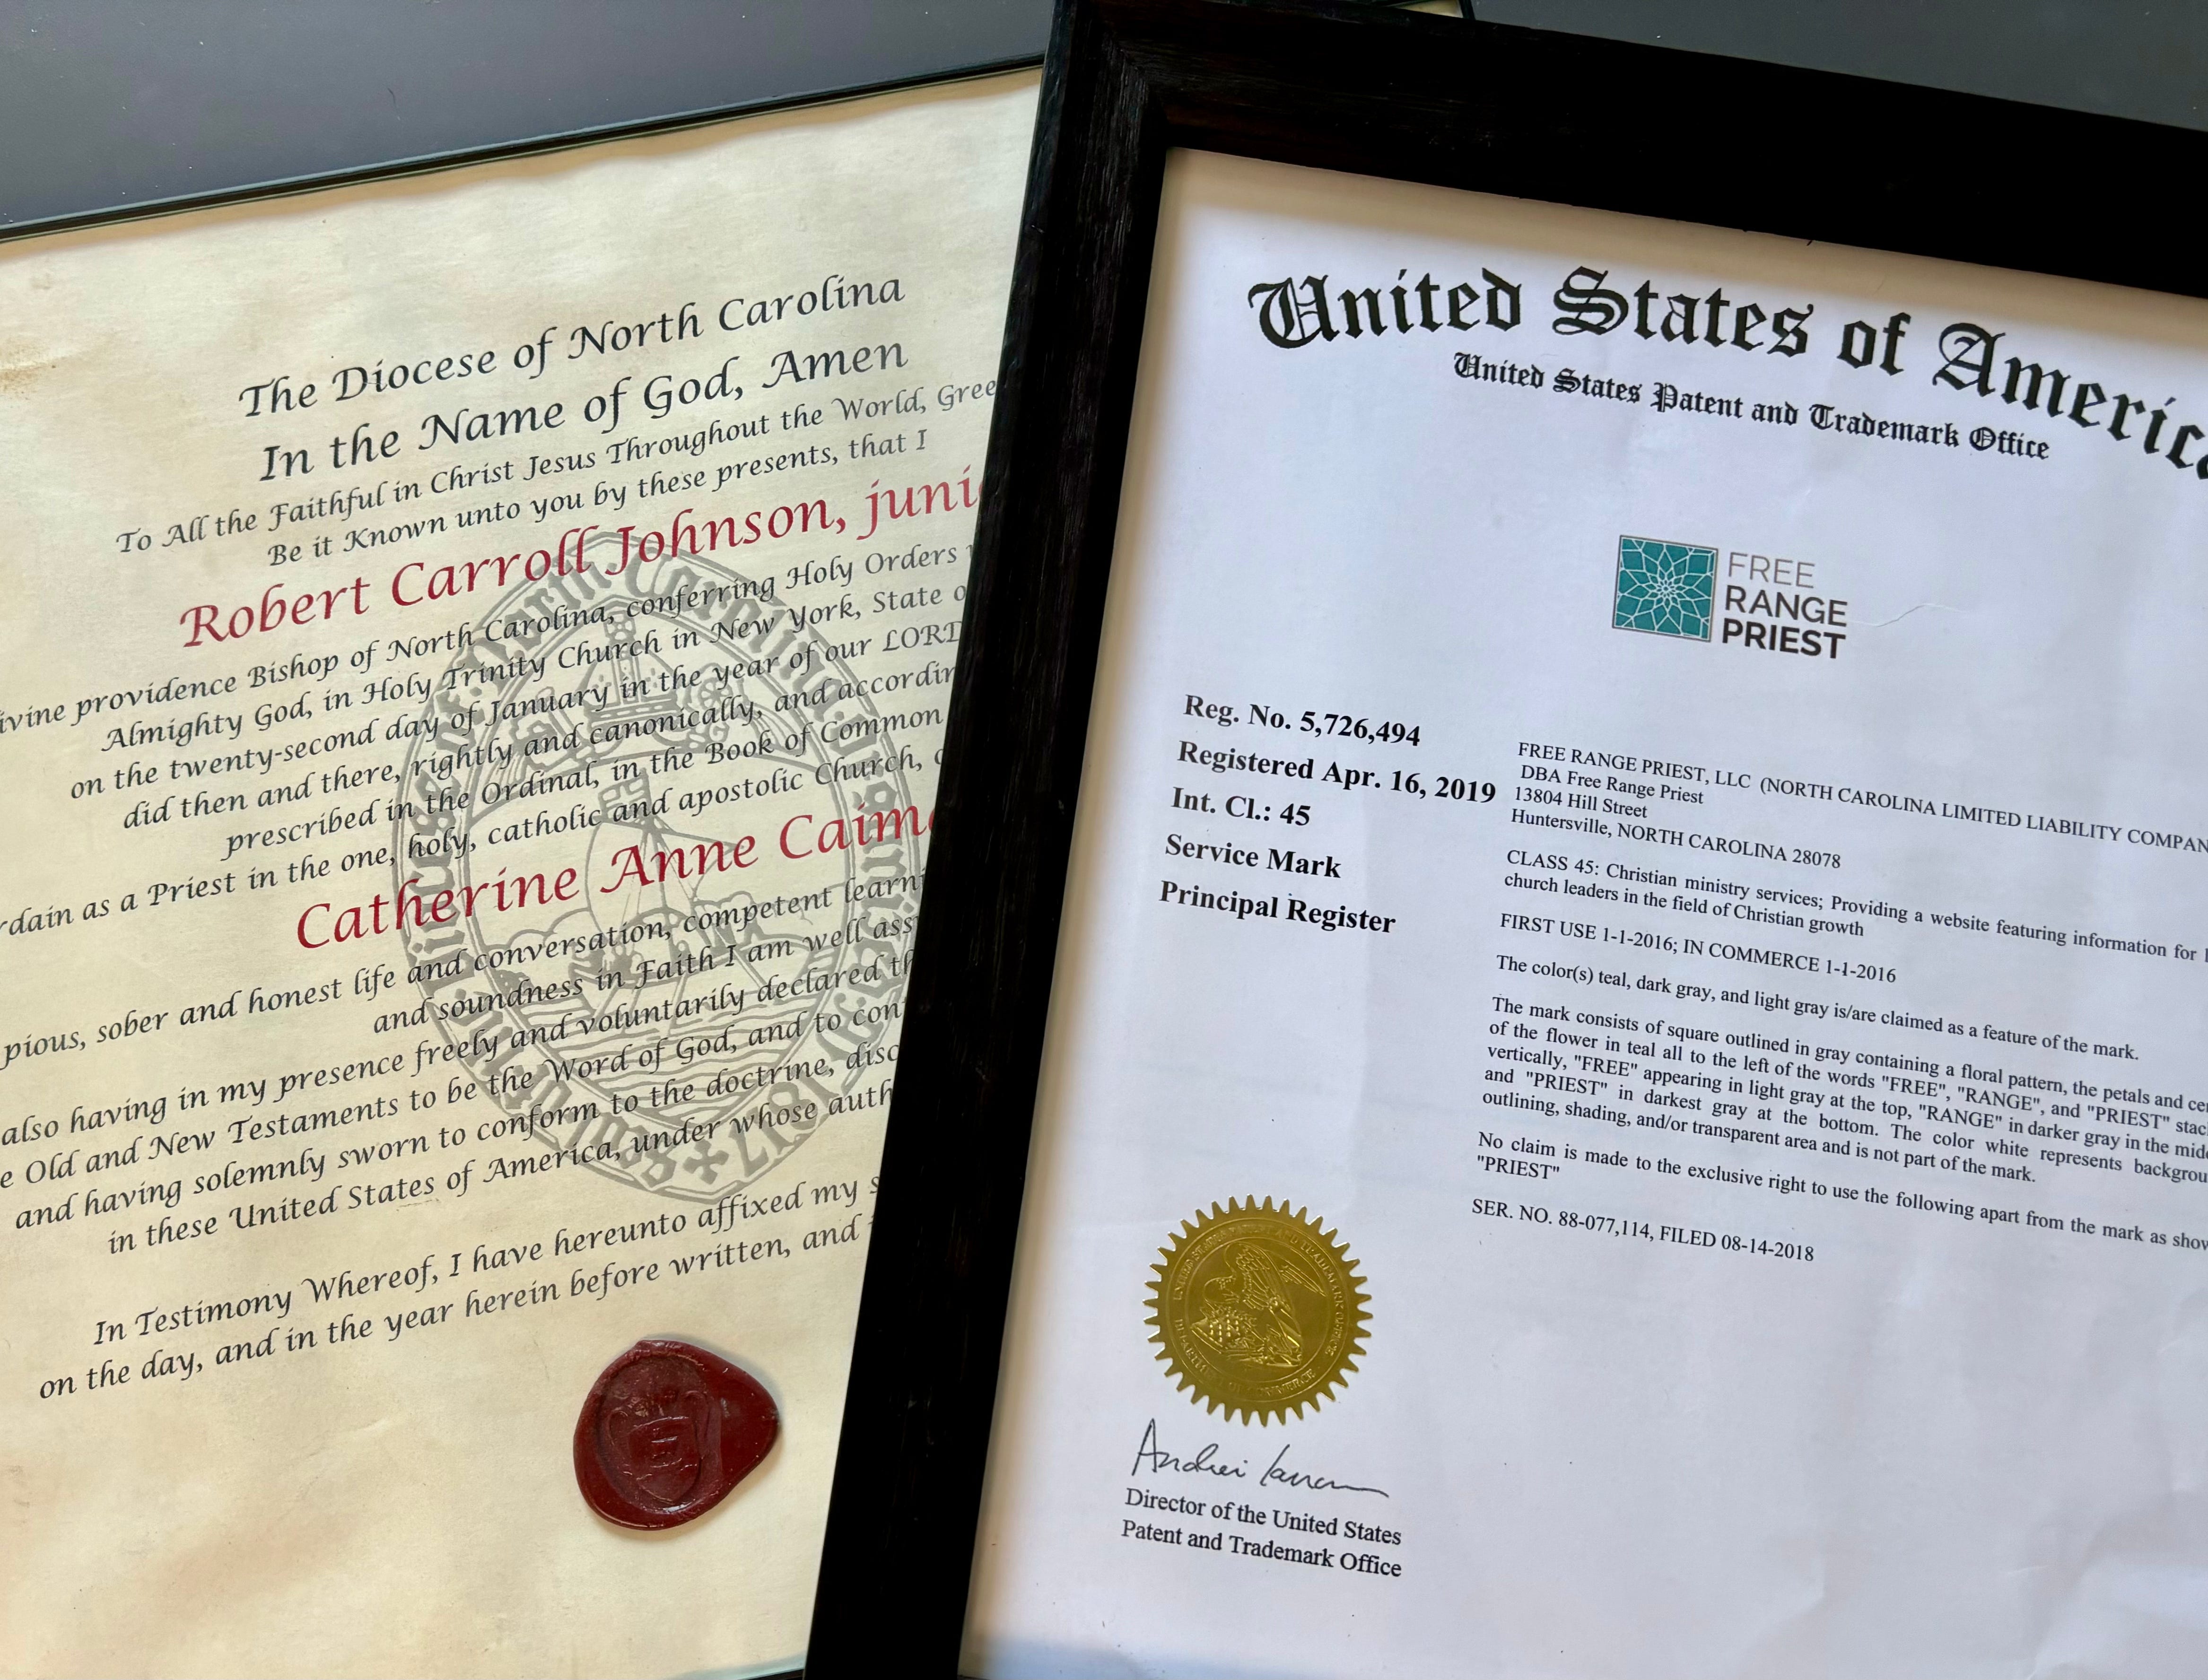 The Diocese of North Carolina
In the Name of God, Amen
To All the Faithful in Christ Jesus Throughout the World, Gree
Be it Known unto you by these presents, that I
Robert Carroll Johnson, juni
ivine providence Bishop of North Carolina, conferring Holy Orders
Almighty God, in Holy Trinity Church in New York, State o
on the twenty-second day of January in the year of our LORD
did then and there, rightly and canonically, and accordin
prescribed in the Ordinal, in the Book of Common
rdain as a Priest in the one, holy, catholic and apostolic Church,
Catherine Anne Caim
pious, sober and honest life and conversation, competent learni
and soundness in Faith I am well ass
also having in my presence freely and voluntarily declared th
e Old and New Testaments to be the Word of God, and to con
and having solemnly sworn to conform to the doctrine, disc
in these United States of America, under whose auth
In Testimony Whereof, I have hereunto affixed my s
on the day, and in the year herein before written, and
1817
United States of America
United States Patent and Trademark Office
FREE
RANGE
PRIEST
Reg. No. 5,726,494
Registered Apr. 16, 2019
Int. Cl.: 45
Service Mark
Principal Register
FREE RANGE PRIEST, LLC (NORTH CAROLINA LIMITED LIABILITY COMPAN
DBA Free Range Priest
13804 Hill Street
Huntersville, NORTH CAROLINA 28078
CLASS 45: Christian ministry services; Providing a website featuring information for
church leaders in the field of Christian growth
FIRST USE 1-1-2016; IN COMMERCE 1-1-2016
The color(s) teal, dark gray, and light gray is/are claimed as a feature of the mark.
The mark consists of square outlined in gray containing a floral pattern, the petals and cen
of the flower in teal all to the left of the words "FREE", "RANGE", and "PRIEST" stac
vertically, "FREE" appearing in light gray at the top, "RANGE" in darker gray in the midd
and "PRIEST" in darkest gray at the bottom. The color white represents backgrou
outlining, shading, and/or transparent area and is not part of the mark.
No claim is made to the exclusive right to use the following apart from the mark as show
"PRIEST"
SER. NO. 88-077,114, FILED 08-14-2018
Director of the United States
Patent and Trademark Office